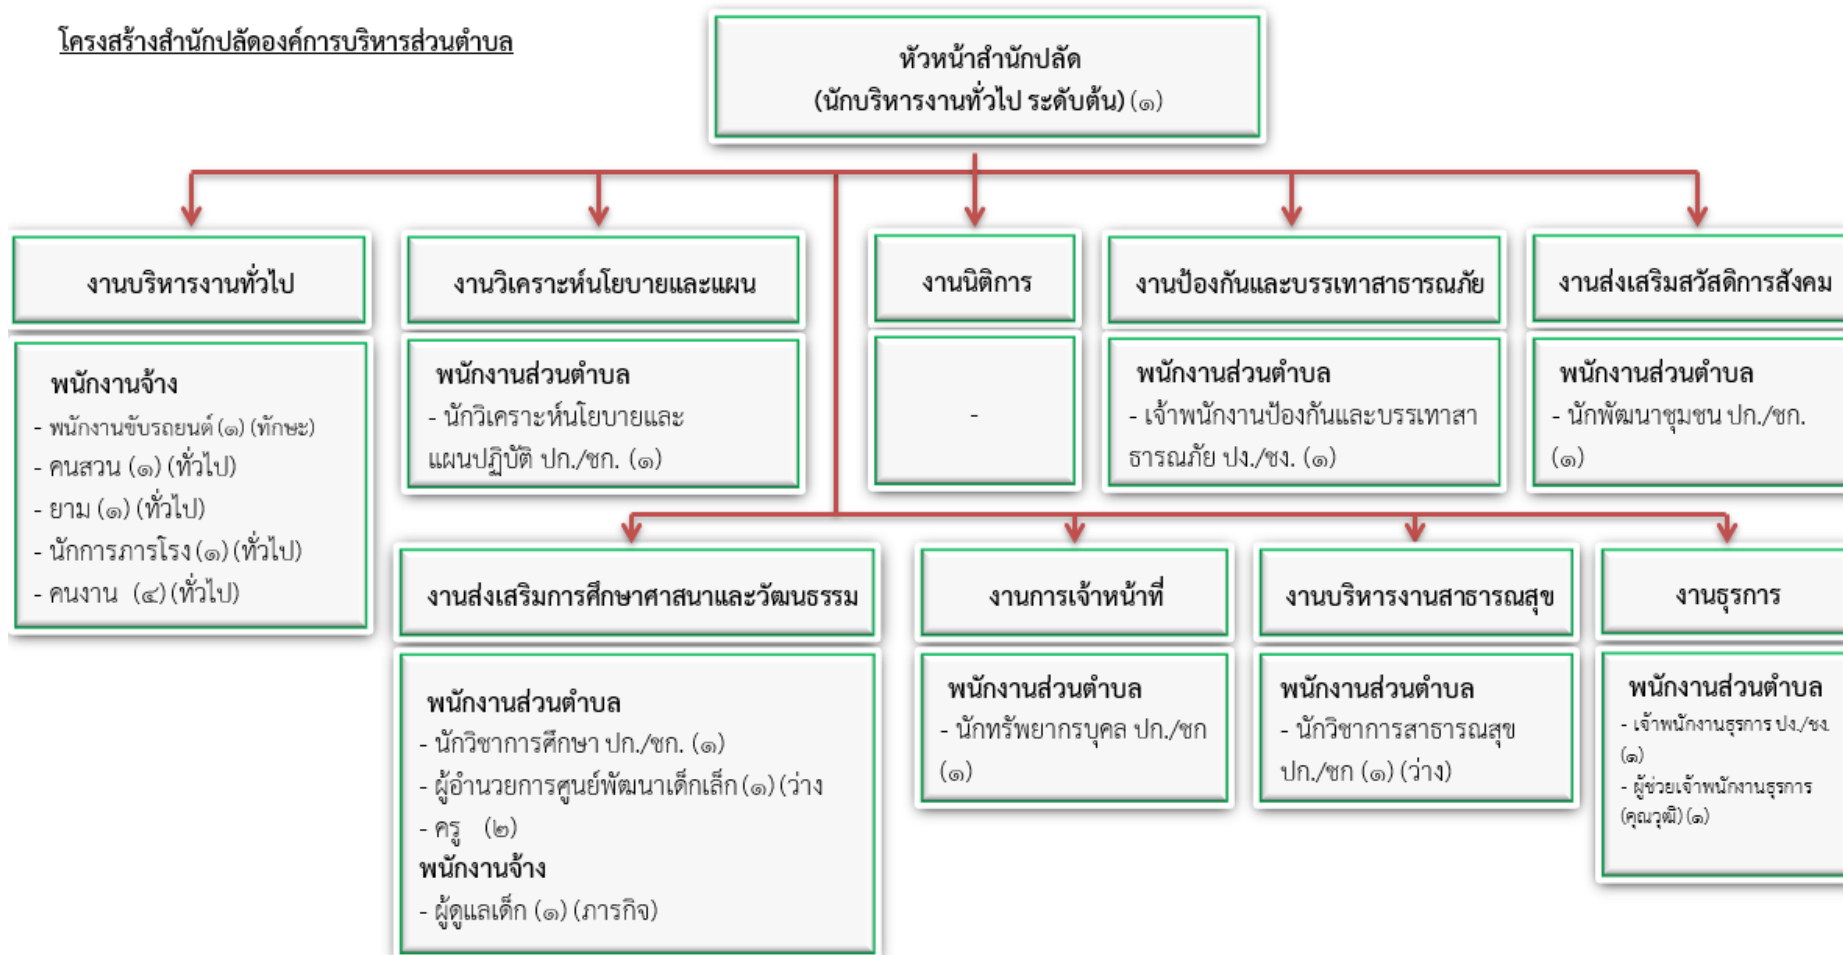 โครงสร้างสำนักปลัดองค์การบริหารส่วนตำบล
หัวหน้าสำนักปลัด
(นักบริหารงานทั่วไป ระดับต้น) (๑)
งานบริหารงานทั่วไป
พนักงานจ้าง
- พนักงานขับรถยนต์ (๑) (ทักษะ)
- คนสวน (๑) (ทั่วไป)
- ยาม (๑) (ทั่วไป)
- นักการภารโรง (๑) (ทั่วไป)
- คนงาน (๔) (ทั่วไป)
งานวิเคราะห์นโยบายและแผน
พนักงานส่วนตำบล
- นักวิเคราะห์นโยบายและ
แผนปฏิบัติ ปก./ชก. (๑)
งานนิติการ
-
งานป้องกันและบรรเทาสาธารณภัย
พนักงานส่วนตำบล
- เจ้าพนักงานป้องกันและบรรเทาสา
ธารณภัย ปง./ชง. (๑)
งานส่งเสริมสวัสดิการสังคม
พนักงานส่วนตำบล
- นักพัฒนาชุมชน ปก./ชก.
(๑)
งานส่งเสริมการศึกษาศาสนาและวัฒนธรรม
พนักงานส่วนตำบล
- นักวิชาการศึกษา ปก./ชก. (๑)
- ผู้อำนวยการศูนย์พัฒนาเด็กเล็ก (๑) (ว่าง
- ครู (๒)
พนักงานจ้าง
- ผู้ดูแลเด็ก (๑) (ภารกิจ)
งานการเจ้าหน้าที่
พนักงานส่วนตำบล
- นักทรัพยากรบุคล ปก./ชก
(๑)
งานบริหารงานสาธารณสุข
พนักงานส่วนตำบล
- นักวิชาการสาธารณสุข
ปก./ชก (๑) (ว่าง)
งานธุรการ
พนักงานส่วนตำบล
- เจ้าพนักงานธุรการ ปง./ชง.
(๑)
- ผู้ช่วยเจ้าพนักงานธุรการ
(คุณวุฒิ) (๑)